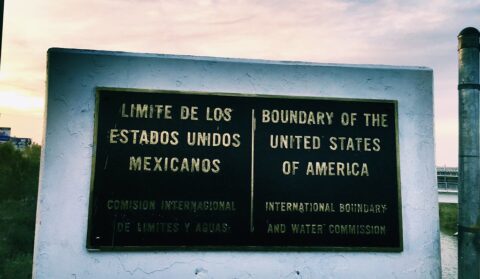 LIMITE DE LOS
ESTADOS UNIDOS
MEXICANOS
COMISION INTERNACIONAL
DE LIMITES Y AGUAS
BOUNDARY OF THE
UNITED STATES
OF AMERICA
INTERNATIONAL BOUNDARY
AND WATER COMMISSION